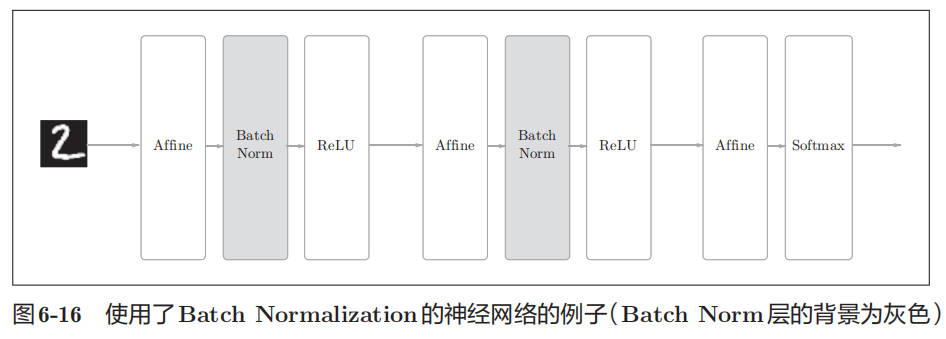 2
Affine
Batch
Norm
ReLU
Affine
Batch
Norm
ReLU
Affine
Softmax
图6-16 使用了Batch Normalization的神经网络的例子(Batch Norm层的背景为灰色)